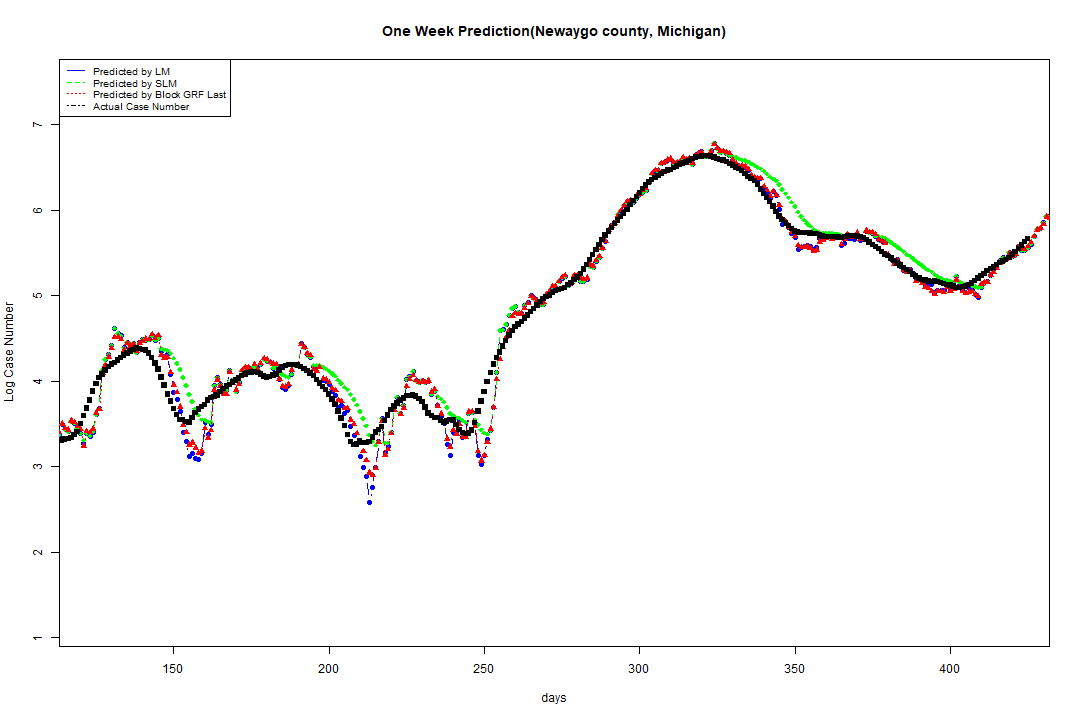 One Week Prediction(Newaygo county, Michigan)
Predicted by LM
Predicted by SLM
Predicted by Block GRF Last
Actual Case Number
7
6
5
4
3
2
1
Log Case Number
150 200 250 300 350 400
days